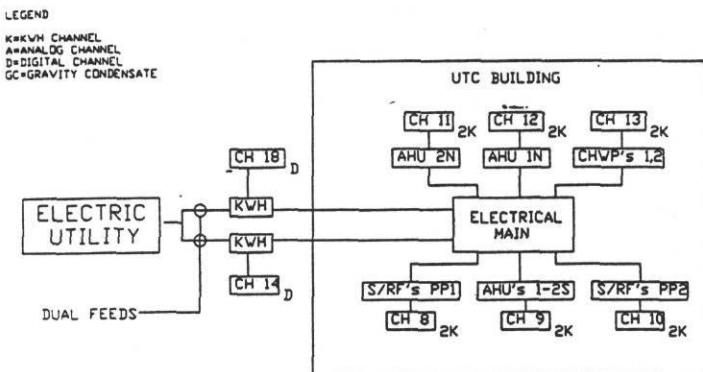 LEGEND
K=KWH CHANNEL
A=ANALOG CHANNEL
D=DIGITAL CHANNEL
GC=GRAVITY CONDENSATE
UTC BUILDING
CH 11 2K
CH 12 2K
CH 13 2K
CH 18 D
AHU 2N
AHU 1N
CHWP's 1,2
ELECTRIC
UTILITY
KWH
KWH
ELECTRICAL
MAIN
CH 14 D
S/RF's PP1
AHU's 1-2S
S/RF's PP2
DUAL FEEDS
CH 8 2K
CH 9 2K
CH 10 2K